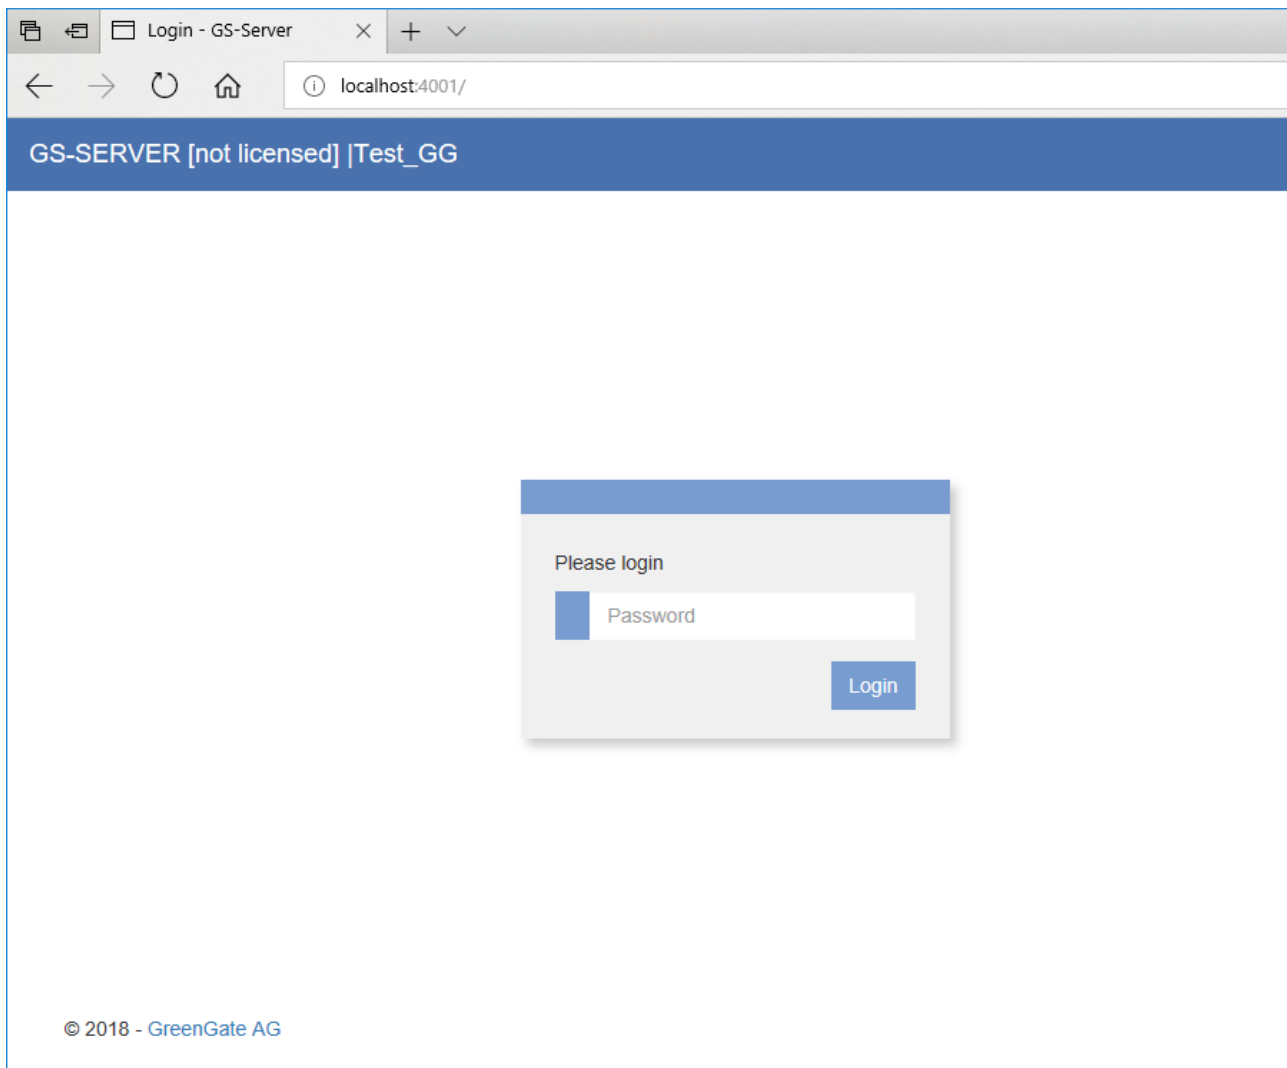 Login - GS-Server
localhost:4001/
GS-SERVER [not licensed] |Test_GG
Please login
Password
Login
© 2018 - GreenGate AG